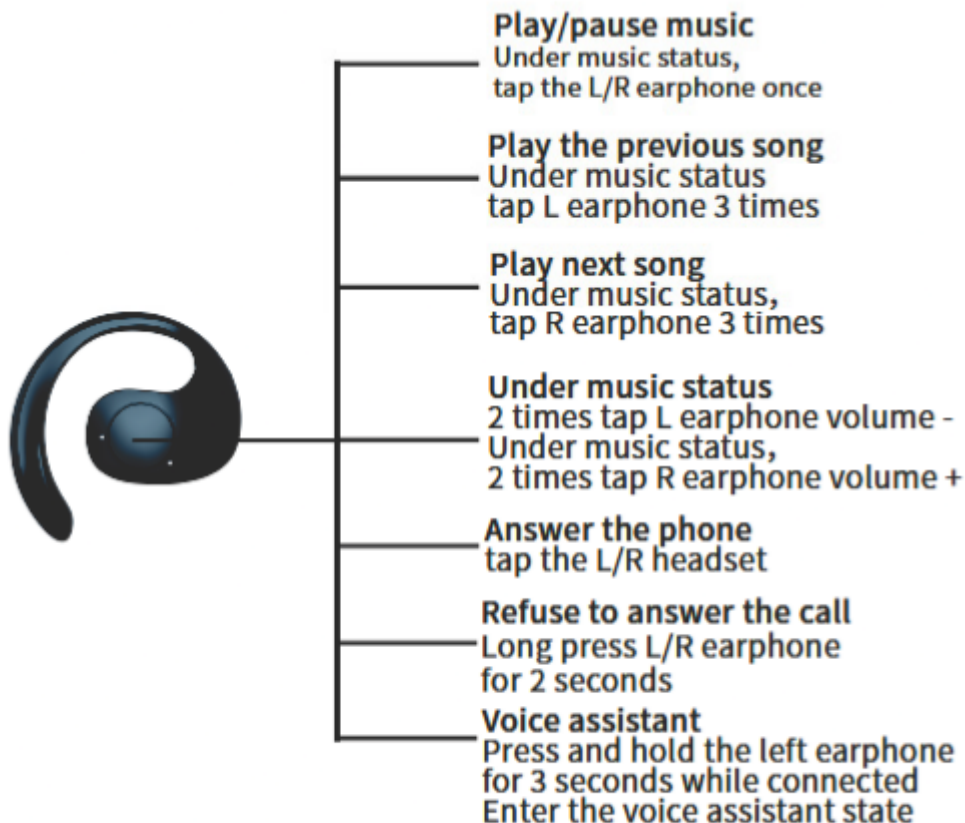 Play/pause music
Under music status,
tap the L/R earphone once
Play the previous song
Under music status
tap L earphone 3 times
Play next song
Under music status,
tap R earphone 3 times
Under music status
2 times tap L earphone volume -
Under music status,
2 times tap R earphone volume +
Answer the phone
tap the L/R headset
Refuse to answer the call
Long press L/R earphone
for 2 seconds
Voice assistant
Press and hold the left earphone
for 3 seconds while connected
Enter the voice assistant state